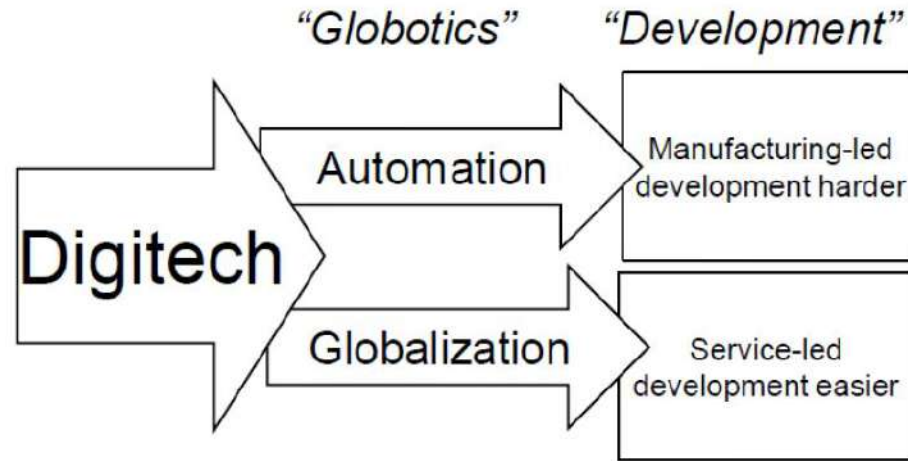 “Globotics” “Development”
Digitech
Automation
Manufacturing-led
development harder
Globalization
Service-led
development easier